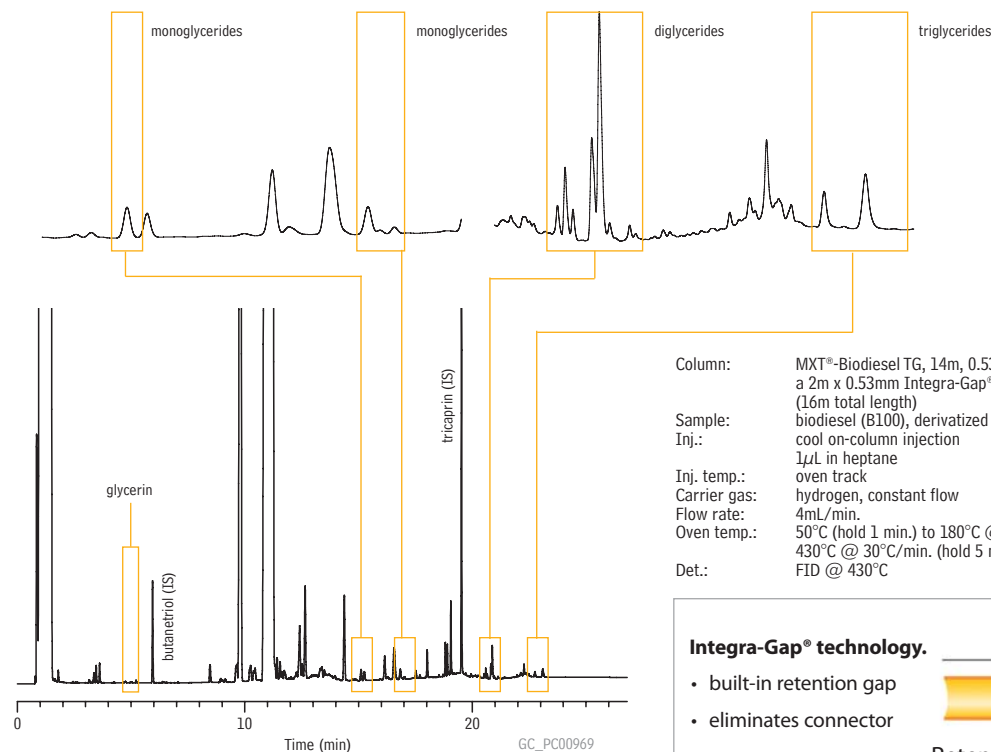 monoglycerides
monoglycerides
diglycerides
triglycerides
glycerin
butanetriol (IS)
tricaprin (IS)
0
10
20
Time (min)
GC_PC00969
Column: MXT®-Biodiesel TG, 14m, 0.53
a 2m x 0.53mm Integra-Gap®
(16m total length)
Sample: biodiesel (B100), derivatized
Inj.: cool on-column injection
1μL in heptane
Inj. temp.: oven track
Carrier gas: hydrogen, constant flow
Flow rate: 4mL/min.
Oven temp.: 50°C (hold 1 min.) to 180°C @
430°C @ 30°C/min. (hold 5 m
Det.: FID @ 430°C
Integra-Gap® technology.
• built-in retention gap
• eliminates connector